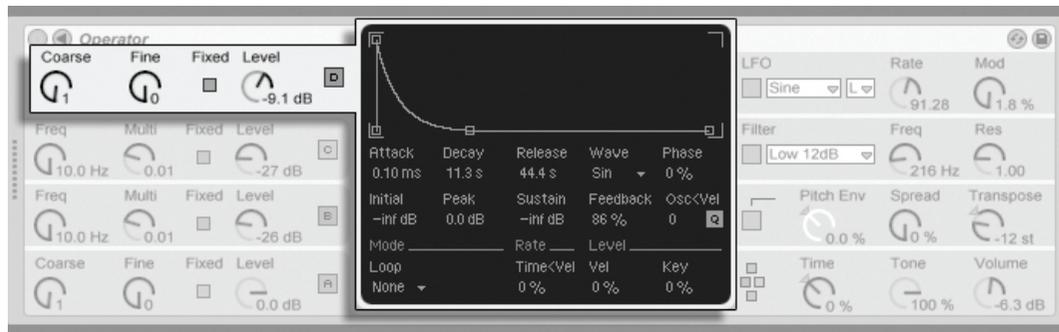 Operator
Coarse Fine Fixed Level
1 0 -9.1 dB D
Freq Multi Fixed Level
10.0 Hz 0.01 -27 dB C
Freq Multi Fixed Level
10.0 Hz 0.01 -26 dB B
Coarse Fine Fixed Level
1 0 0.0 dB A
Attack Decay Release Wave Phase
0.10 ms 11.3 s 44.4 s Sin 0 %
Initial Peak Sustain Feedback Osc<Vel
-inf dB 0.0 dB -inf dB 86 % 0 Q
Mode Rate Level
Loop Time<Vel Vel Key
None 0 % 0 % 0 %
LFO Rate Mod
Sine L 91.28 1.8 %
Filter Freq Res
Low 12dB 216 Hz 1.00
Pitch Env Spread Transpose
0.0 % 0 % -12 st
Time Tone Volume
0 % 100 % -6.3 dB